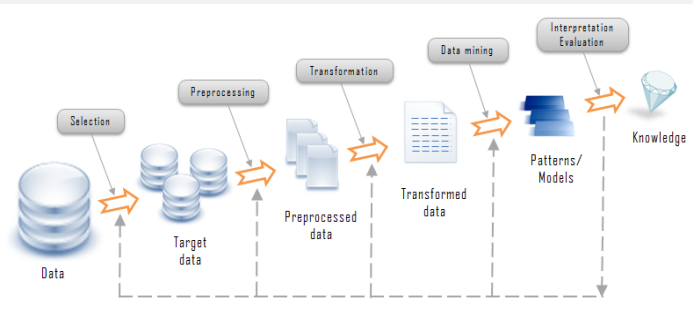 Interpretation
Evaluation
Data mining
Transformation
Preprocessing
Selection
Data
Target
data
Preprocessed
data
Transformed
data
Patterns/
Models
Knowledge